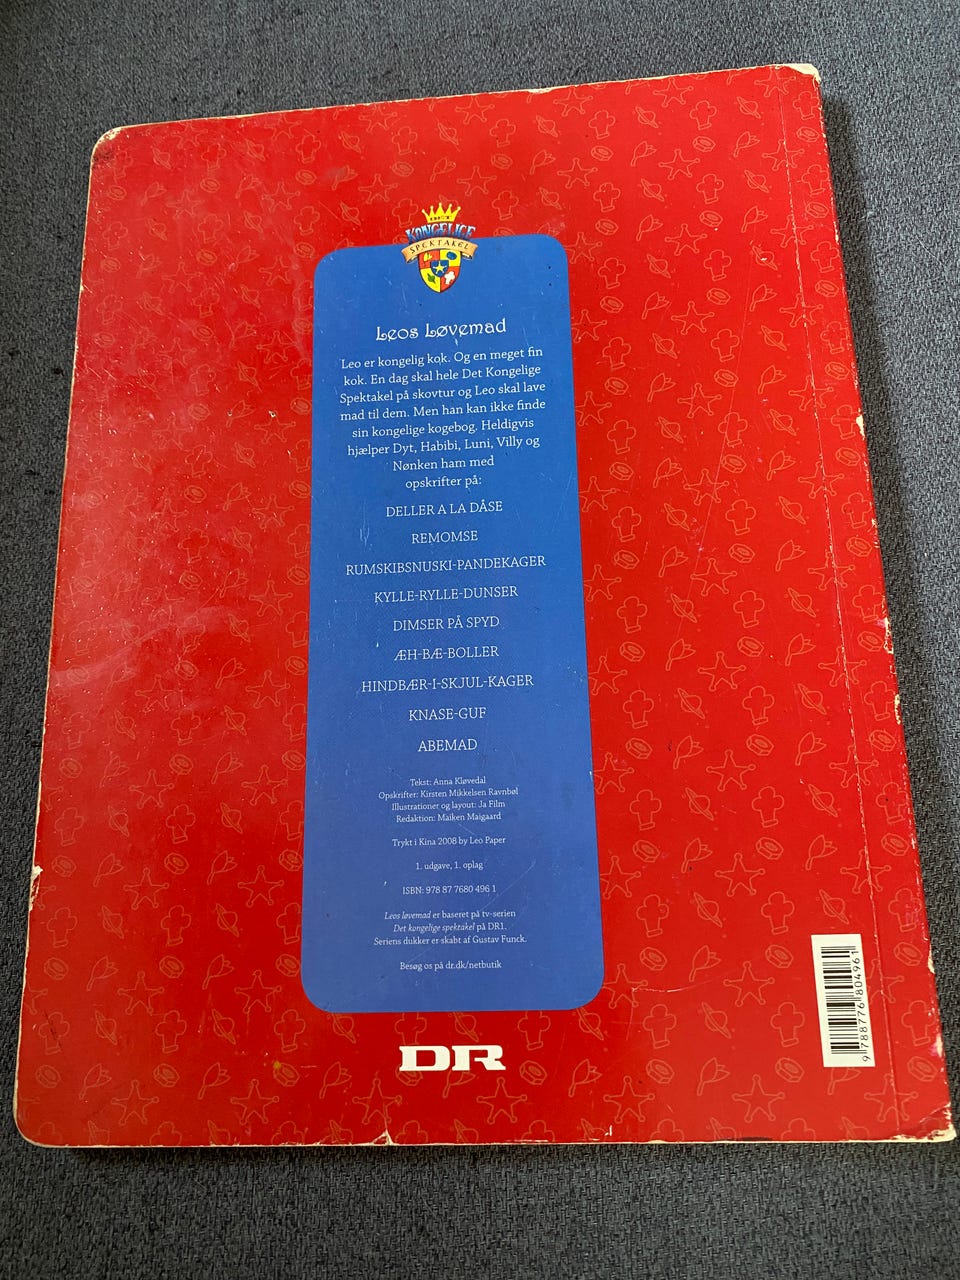 DET
KONGELIGE
SPEKTAKEL
Leos Løvemad
Leo er kongelig kok. Og en meget fin
kok. En dag skal hele Det Kongelige
Spektakel på skovtur og Leo skal lave
mad til dem. Men han kan ikke finde
sin kongelige kogebog. Heldigvis
hjælper Dyt, Habibi, Luni, Villy og
Nønken ham med
opskrifter på:
DELLER A LA DÅSE
REMOMSE
RUMSKIBSNUSKI-PANDEKAGER
KYLLE-RYLLE-DUNSER
DIMSER PÅ SPYD
ÆH-BÆ-BOLLER
HINDBÆR-I-SKJUL-KAGER
KNASE-GUF
ABEMAD
Tekst: Anna Kløvedal
Opskrifter: Kirsten Mikkelsen Ravnbøl
Illustrationer og layout: Ja Film
Redaktion: Maiken Maigaard
Trykt i Kina 2008 by Leo Paper
1. udgave, 1. oplag
ISBN: 978 87 7680 496 1
Leos løvemad er baseret på tv-serien
Det kongelige spektakel på DR1.
Seriens dukker er skabt af Gustav Funck.
Besøg os på dr.dk/netbutik
DR
9 788776 804961